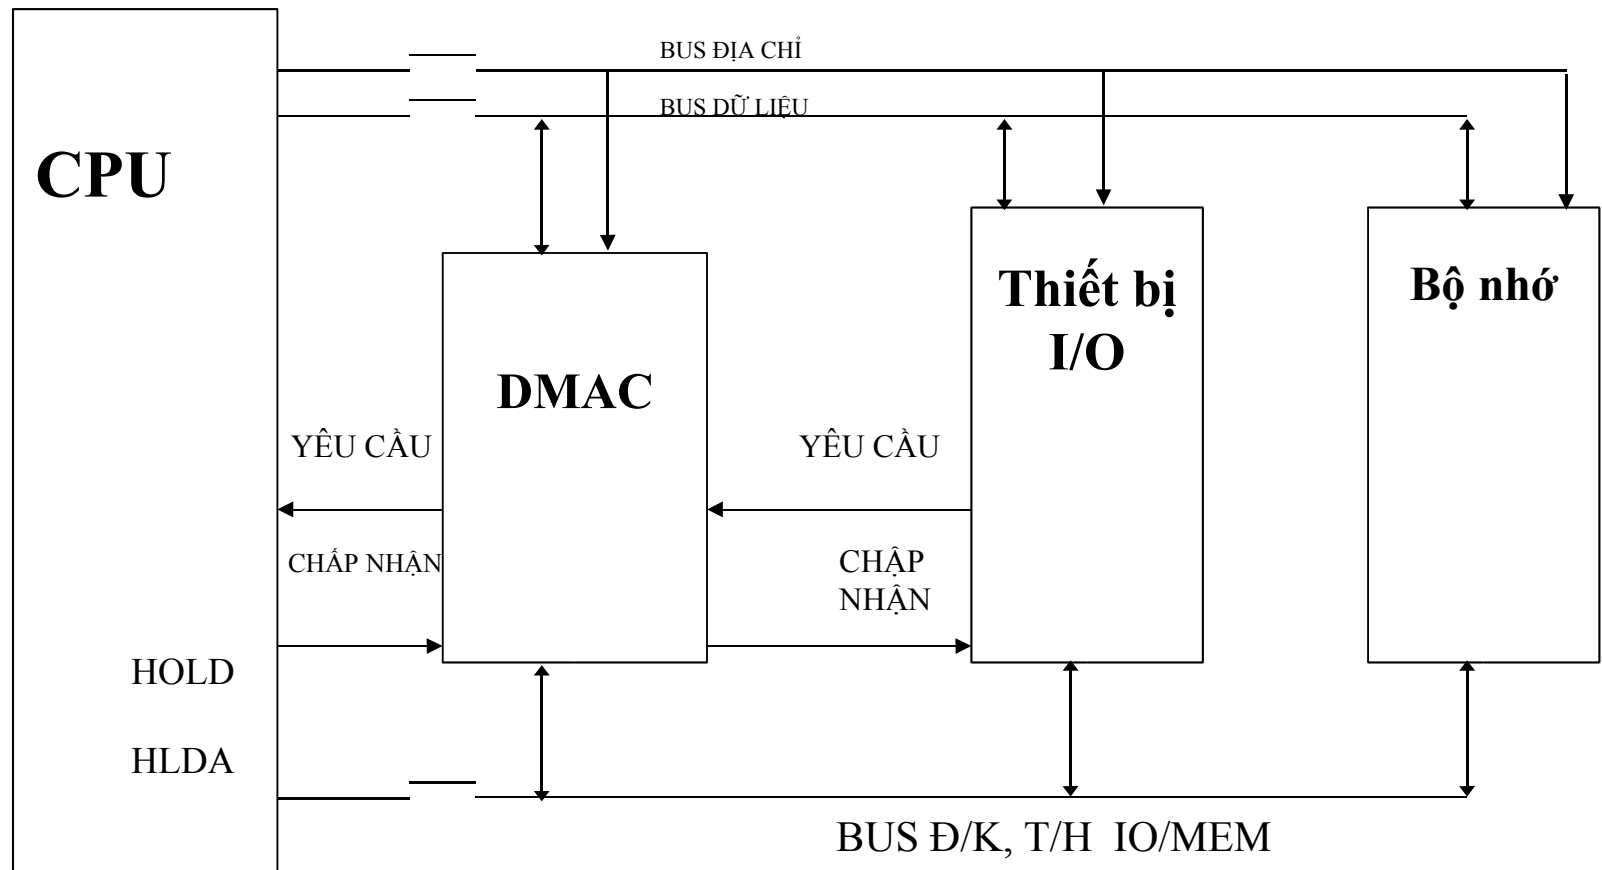 BUS ĐỊA CHỈ
BUS DỮ LIỆU
CPU
Thiết bị
I/O
Bộ nhớ
DMAC
YÊU CẦU
YÊU CẦU
CHẤP NHẬN
CHẬP
NHẬN
HOLD
HLDA
BUS Đ/K, T/H IO/MEM